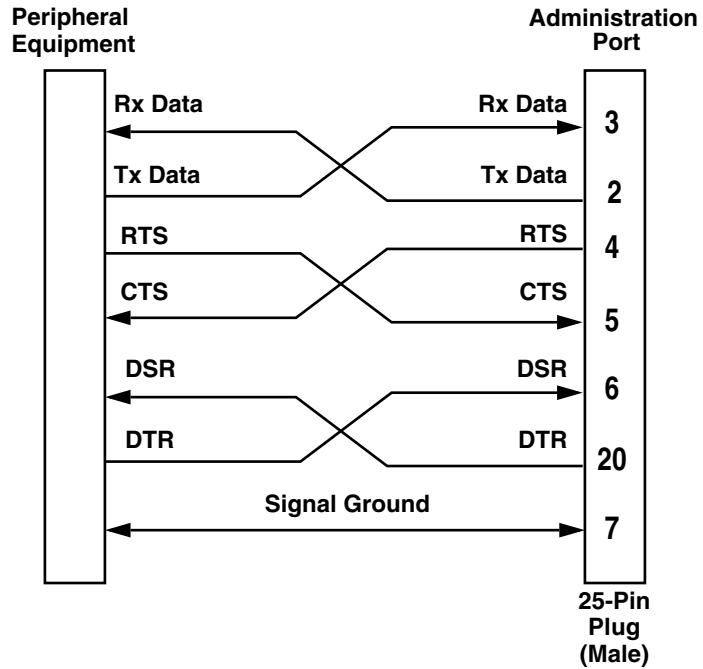 Peripheral
Equipment
Administration
Port
Rx Data
Rx Data
3
Tx Data
Tx Data
2
RTS
RTS
4
CTS
CTS
5
DSR
DSR
6
DTR
DTR
20
Signal Ground
7
25-Pin
Plug
(Male)